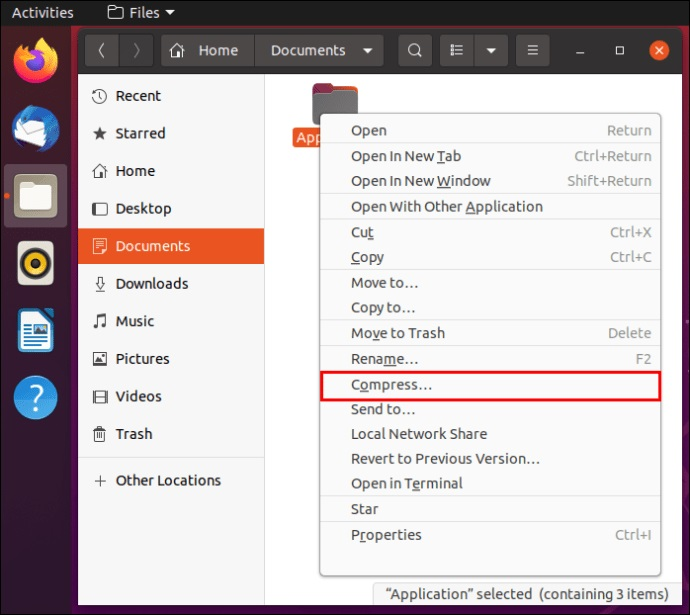 Activities Files
Home Documents
Recent
Starred
Home
Desktop
Documents
Downloads
Music
Pictures
Videos
Trash
Other Locations
App
Open Return
Open In New Tab Ctrl+Return
Open In New Window Shift+Return
Open With Other Application
Cut Ctrl+X
Copy Ctrl+C
Move to…
Copy to…
Move to Trash Delete
Rename… F2
Compress…
Send to…
Local Network Share
Revert to Previous Version…
Open in Terminal
Star
Properties Ctrl+I
“Application” selected (containing 3 items)